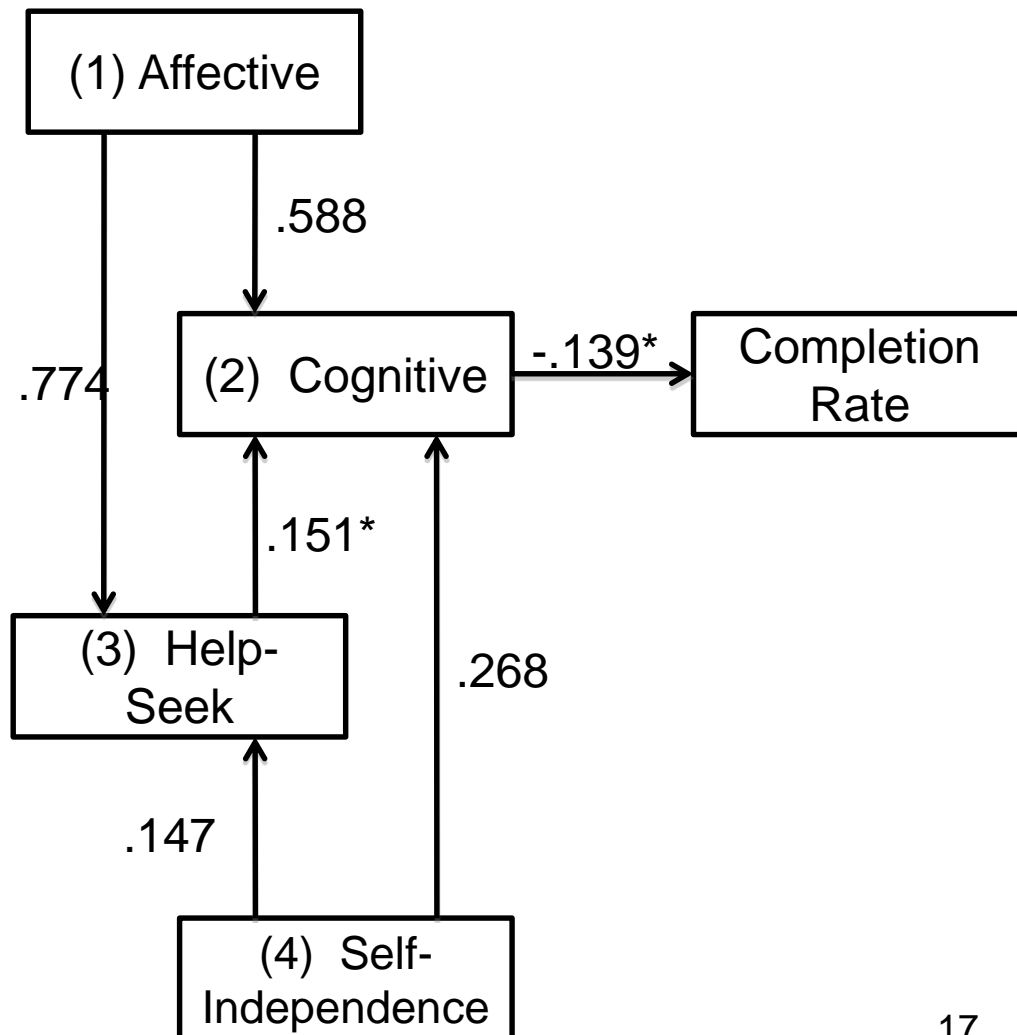 (1) Affective
.588
(2) Cognitive
-.139*
Completion
Rate
.774
.151*
(3) Help-
Seek
.268
.147
(4) Self-
Independence
17